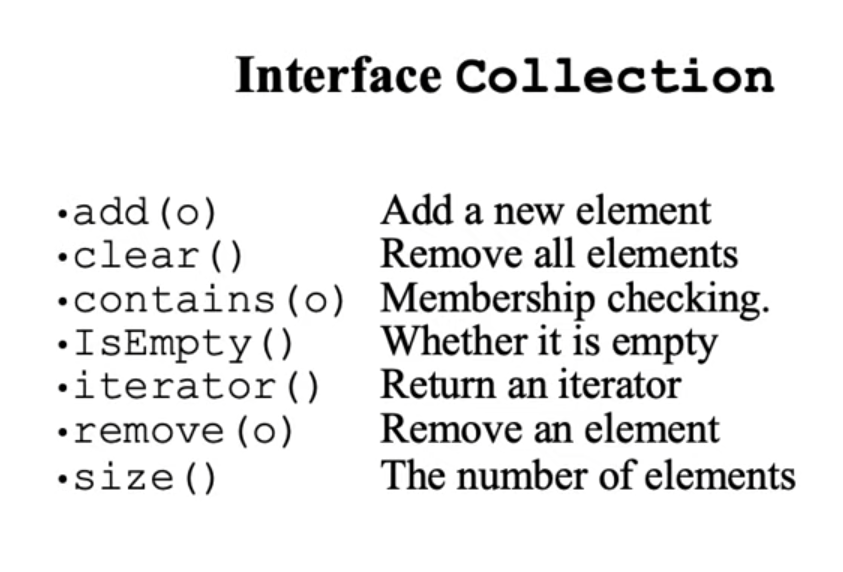 Interface Collection
•add(o) Add a new element
•clear() Remove all elements
•contains(o) Membership checking.
•IsEmpty() Whether it is empty
•iterator() Return an iterator
•remove(o) Remove an element
•size() The number of elements